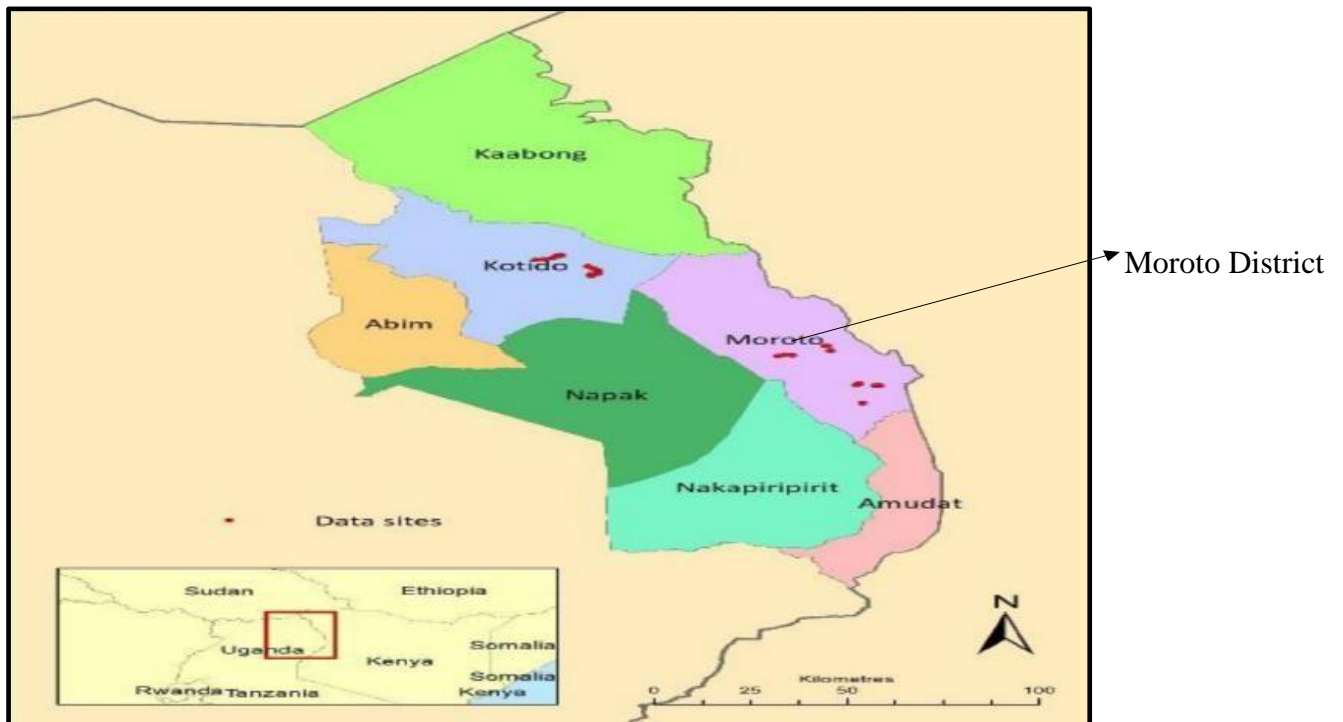 Kaabong
Kotido
Moroto District
Abim
Moroto
Napak
Nakapiripirit
Amudat
Data sites
Sudan
Ethiopia
Uganda
Kenya
Somalia
Somalia
Rwanda
Tanzania
Kenya
N
Kilometres
0 25 50 100